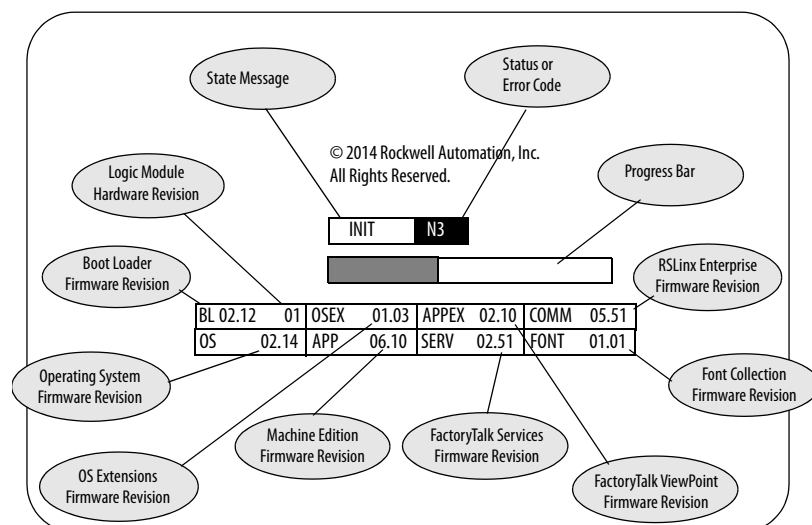 State Message
Status or
Error Code
© 2014 Rockwell Automation, Inc.
All Rights Reserved.
Logic Module
Hardware Revision
Progress Bar
INIT N3
Boot Loader
Firmware Revision
RSLinx Enterprise
Firmware Revision
BL 02.12 01 OSEX 01.03 APPEX 02.10 COMM 05.51
OS 02.14 APP 06.10 SERV 02.51 FONT 01.01
Operating System
Firmware Revision
Font Collection
Firmware Revision
Machine Edition
Firmware Revision
FactoryTalk Services
Firmware Revision
OS Extensions
Firmware Revision
FactoryTalk ViewPoint
Firmware Revision